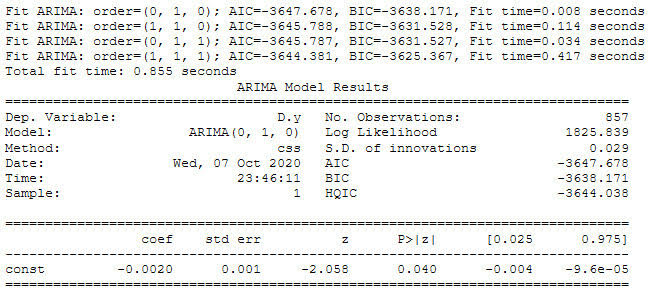 Fit ARIMA: order=(0, 1, 0); AIC=-3647.678, BIC=-3638.171, Fit time=0.008 seconds
Fit ARIMA: order=(1, 1, 0); AIC=-3645.788, BIC=-3631.528, Fit time=0.114 seconds
Fit ARIMA: order=(0, 1, 1); AIC=-3645.787, BIC=-3631.527, Fit time=0.034 seconds
Fit ARIMA: order=(1, 1, 1); AIC=-3644.381, BIC=-3625.367, Fit time=0.417 seconds
Total fit time: 0.855 seconds
ARIMA Model Results
==============================================================================
Dep. Variable: D.y No. Observations: 857
Model: ARIMA(0, 1, 0) Log Likelihood 1825.839
Method: css S.D. of innovations 0.029
Date: Wed, 07 Oct 2020 AIC -3647.678
Time: 23:46:11 BIC -3638.171
Sample: 1 HQIC -3644.038
==============================================================================
coef std err z P>|z| [0.025 0.975]
------------------------------------------------------------------------------
const -0.0020 0.001 -2.058 0.040 -0.004 -9.6e-05
==============================================================================